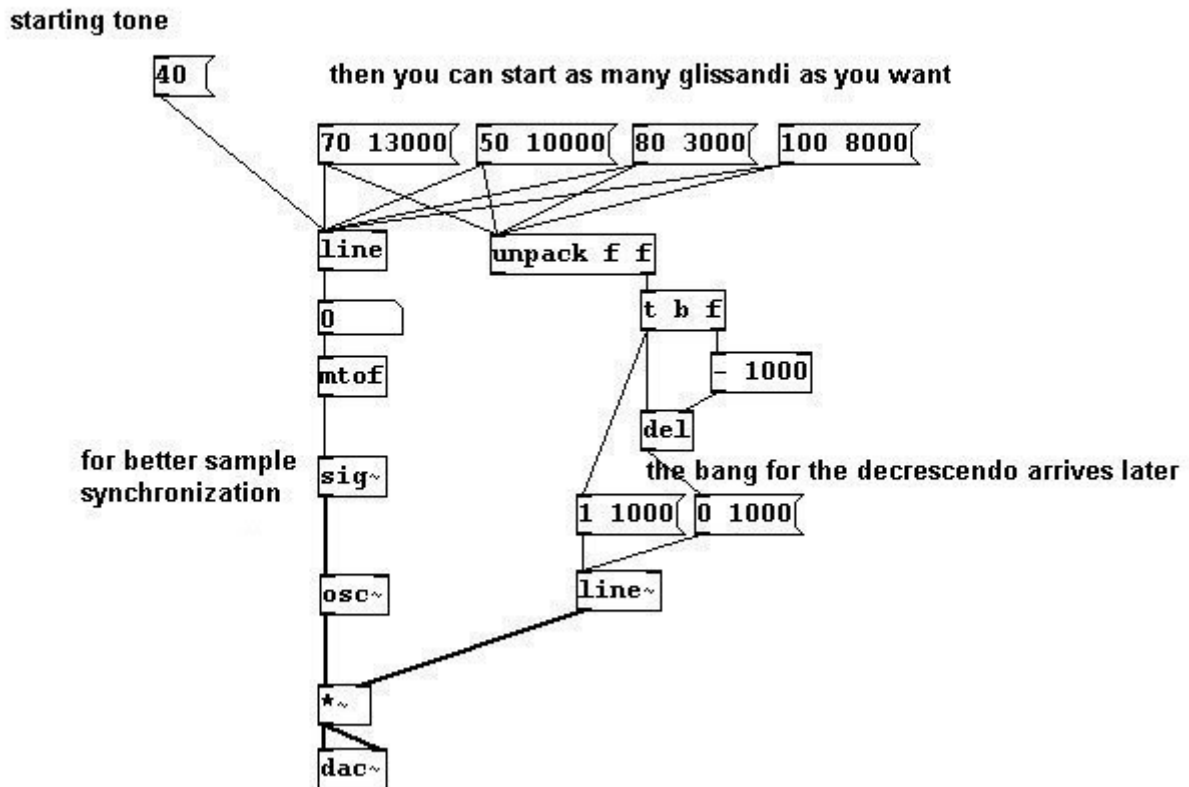 starting tone
40
then you can start as many glissandi as you want
70 13000
50 10000
80 3000
100 8000
line
unpack f f
0
t b f
mtof
- 1000
del
for better sample
synchronization
sig~
the bang for the decrescendo arrives later
1 1000
0 1000
osc~
line~
*~
dac~